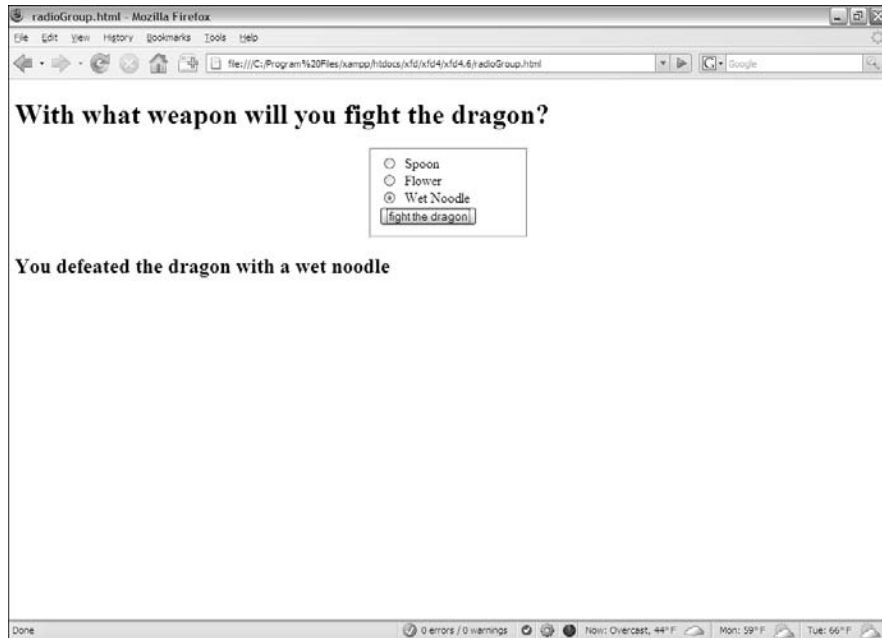 radioGroup.html - Mozilla Firefox
File Edit View History Bookmarks Tools Help
file:///C:/Program%20Files/xampp/htdocs/xfd/xfd4/xfd4.6/radioGroup.html
G Google
With what weapon will you fight the dragon?
Spoon
Flower
Wet Noodle
fight the dragon
You defeated the dragon with a wet noodle
Done 0 errors / 0 warnings Now: Overcast, 44° F Mon: 59° F Tue: 66° F